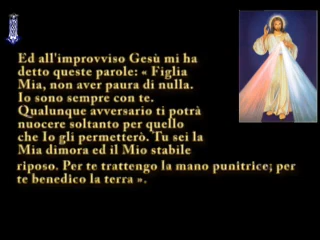 Ed all'improvviso Gesù mi ha
detto queste parole: « Figlia
Mia, non aver paura di nulla.
Io sono sempre con te.
Qualunque avversario ti potrà
nuocere soltanto per quello
che Io gli permetterò. Tu sei la
Mia dimora ed il Mio stabile
riposo. Per te trattengo la mano punitrice; per
te benedico la terra ».